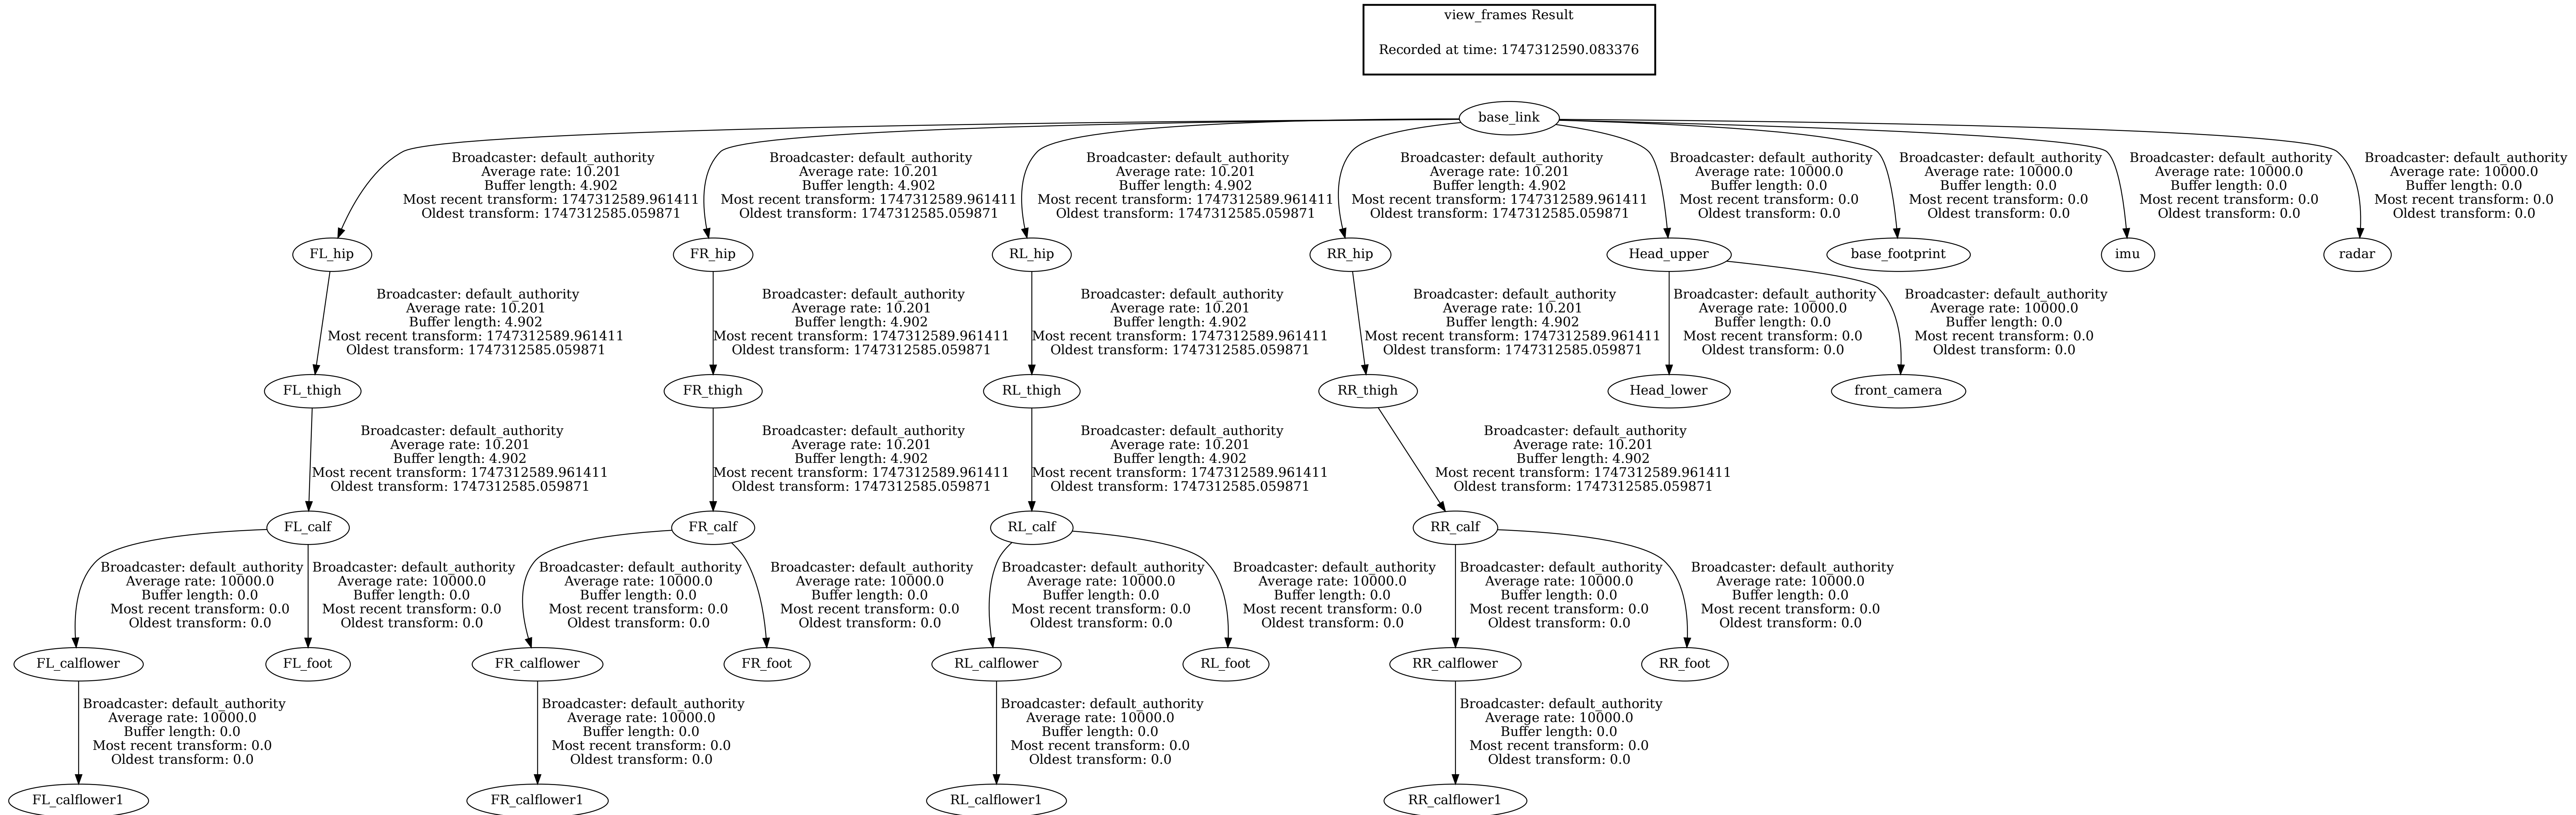 view_frames Result
Recorded at time: 1747312590.083376
base_link
Broadcaster: default_authority
Average rate: 10.201
Buffer length: 4.902
Most recent transform: 1747312589.961411
Oldest transform: 1747312585.059871
Broadcaster: default_authority
Average rate: 10.201
Buffer length: 4.902
Most recent transform: 1747312589.961411
Oldest transform: 1747312585.059871
Broadcaster: default_authority
Average rate: 10.201
Buffer length: 4.902
Most recent transform: 1747312589.961411
Oldest transform: 1747312585.059871
Broadcaster: default_authority
Average rate: 10.201
Buffer length: 4.902
Most recent transform: 1747312589.961411
Oldest transform: 1747312585.059871
Broadcaster: default_authority
Average rate: 10000.0
Buffer length: 0.0
Most recent transform: 0.0
Oldest transform: 0.0
Broadcaster: default_authority
Average rate: 10000.0
Buffer length: 0.0
Most recent transform: 0.0
Oldest transform: 0.0
Broadcaster: default_authority
Average rate: 10000.0
Buffer length: 0.0
Most recent transform: 0.0
Oldest transform: 0.0
Broadcaster: default_authority
Average rate: 10000.0
Buffer length: 0.0
Most recent transform: 0.0
Oldest transform: 0.0
FL_hip
FR_hip
RL_hip
RR_hip
Head_upper
base_footprint
imu
radar
Broadcaster: default_authority
Average rate: 10.201
Buffer length: 4.902
Most recent transform: 1747312589.961411
Oldest transform: 1747312585.059871
Broadcaster: default_authority
Average rate: 10.201
Buffer length: 4.902
Most recent transform: 1747312589.961411
Oldest transform: 1747312585.059871
Broadcaster: default_authority
Average rate: 10.201
Buffer length: 4.902
Most recent transform: 1747312589.961411
Oldest transform: 1747312585.059871
Broadcaster: default_authority
Average rate: 10.201
Buffer length: 4.902
Most recent transform: 1747312589.961411
Oldest transform: 1747312585.059871
Broadcaster: default_authority
Average rate: 10000.0
Buffer length: 0.0
Most recent transform: 0.0
Oldest transform: 0.0
Broadcaster: default_authority
Average rate: 10000.0
Buffer length: 0.0
Most recent transform: 0.0
Oldest transform: 0.0
FL_thigh
FR_thigh
RL_thigh
RR_thigh
Head_lower
front_camera
Broadcaster: default_authority
Average rate: 10.201
Buffer length: 4.902
Most recent transform: 1747312589.961411
Oldest transform: 1747312585.059871
Broadcaster: default_authority
Average rate: 10.201
Buffer length: 4.902
Most recent transform: 1747312589.961411
Oldest transform: 1747312585.059871
Broadcaster: default_authority
Average rate: 10.201
Buffer length: 4.902
Most recent transform: 1747312589.961411
Oldest transform: 1747312585.059871
Broadcaster: default_authority
Average rate: 10.201
Buffer length: 4.902
Most recent transform: 1747312589.961411
Oldest transform: 1747312585.059871
FL_calf
FR_calf
RL_calf
RR_calf
Broadcaster: default_authority
Average rate: 10000.0
Buffer length: 0.0
Most recent transform: 0.0
Oldest transform: 0.0
Broadcaster: default_authority
Average rate: 10000.0
Buffer length: 0.0
Most recent transform: 0.0
Oldest transform: 0.0
Broadcaster: default_authority
Average rate: 10000.0
Buffer length: 0.0
Most recent transform: 0.0
Oldest transform: 0.0
Broadcaster: default_authority
Average rate: 10000.0
Buffer length: 0.0
Most recent transform: 0.0
Oldest transform: 0.0
Broadcaster: default_authority
Average rate: 10000.0
Buffer length: 0.0
Most recent transform: 0.0
Oldest transform: 0.0
Broadcaster: default_authority
Average rate: 10000.0
Buffer length: 0.0
Most recent transform: 0.0
Oldest transform: 0.0
Broadcaster: default_authority
Average rate: 10000.0
Buffer length: 0.0
Most recent transform: 0.0
Oldest transform: 0.0
Broadcaster: default_authority
Average rate: 10000.0
Buffer length: 0.0
Most recent transform: 0.0
Oldest transform: 0.0
FL_calflower
FL_foot
FR_calflower
FR_foot
RL_calflower
RL_foot
RR_calflower
RR_foot
Broadcaster: default_authority
Average rate: 10000.0
Buffer length: 0.0
Most recent transform: 0.0
Oldest transform: 0.0
Broadcaster: default_authority
Average rate: 10000.0
Buffer length: 0.0
Most recent transform: 0.0
Oldest transform: 0.0
Broadcaster: default_authority
Average rate: 10000.0
Buffer length: 0.0
Most recent transform: 0.0
Oldest transform: 0.0
Broadcaster: default_authority
Average rate: 10000.0
Buffer length: 0.0
Most recent transform: 0.0
Oldest transform: 0.0
FL_calflower1
FR_calflower1
RL_calflower1
RR_calflower1